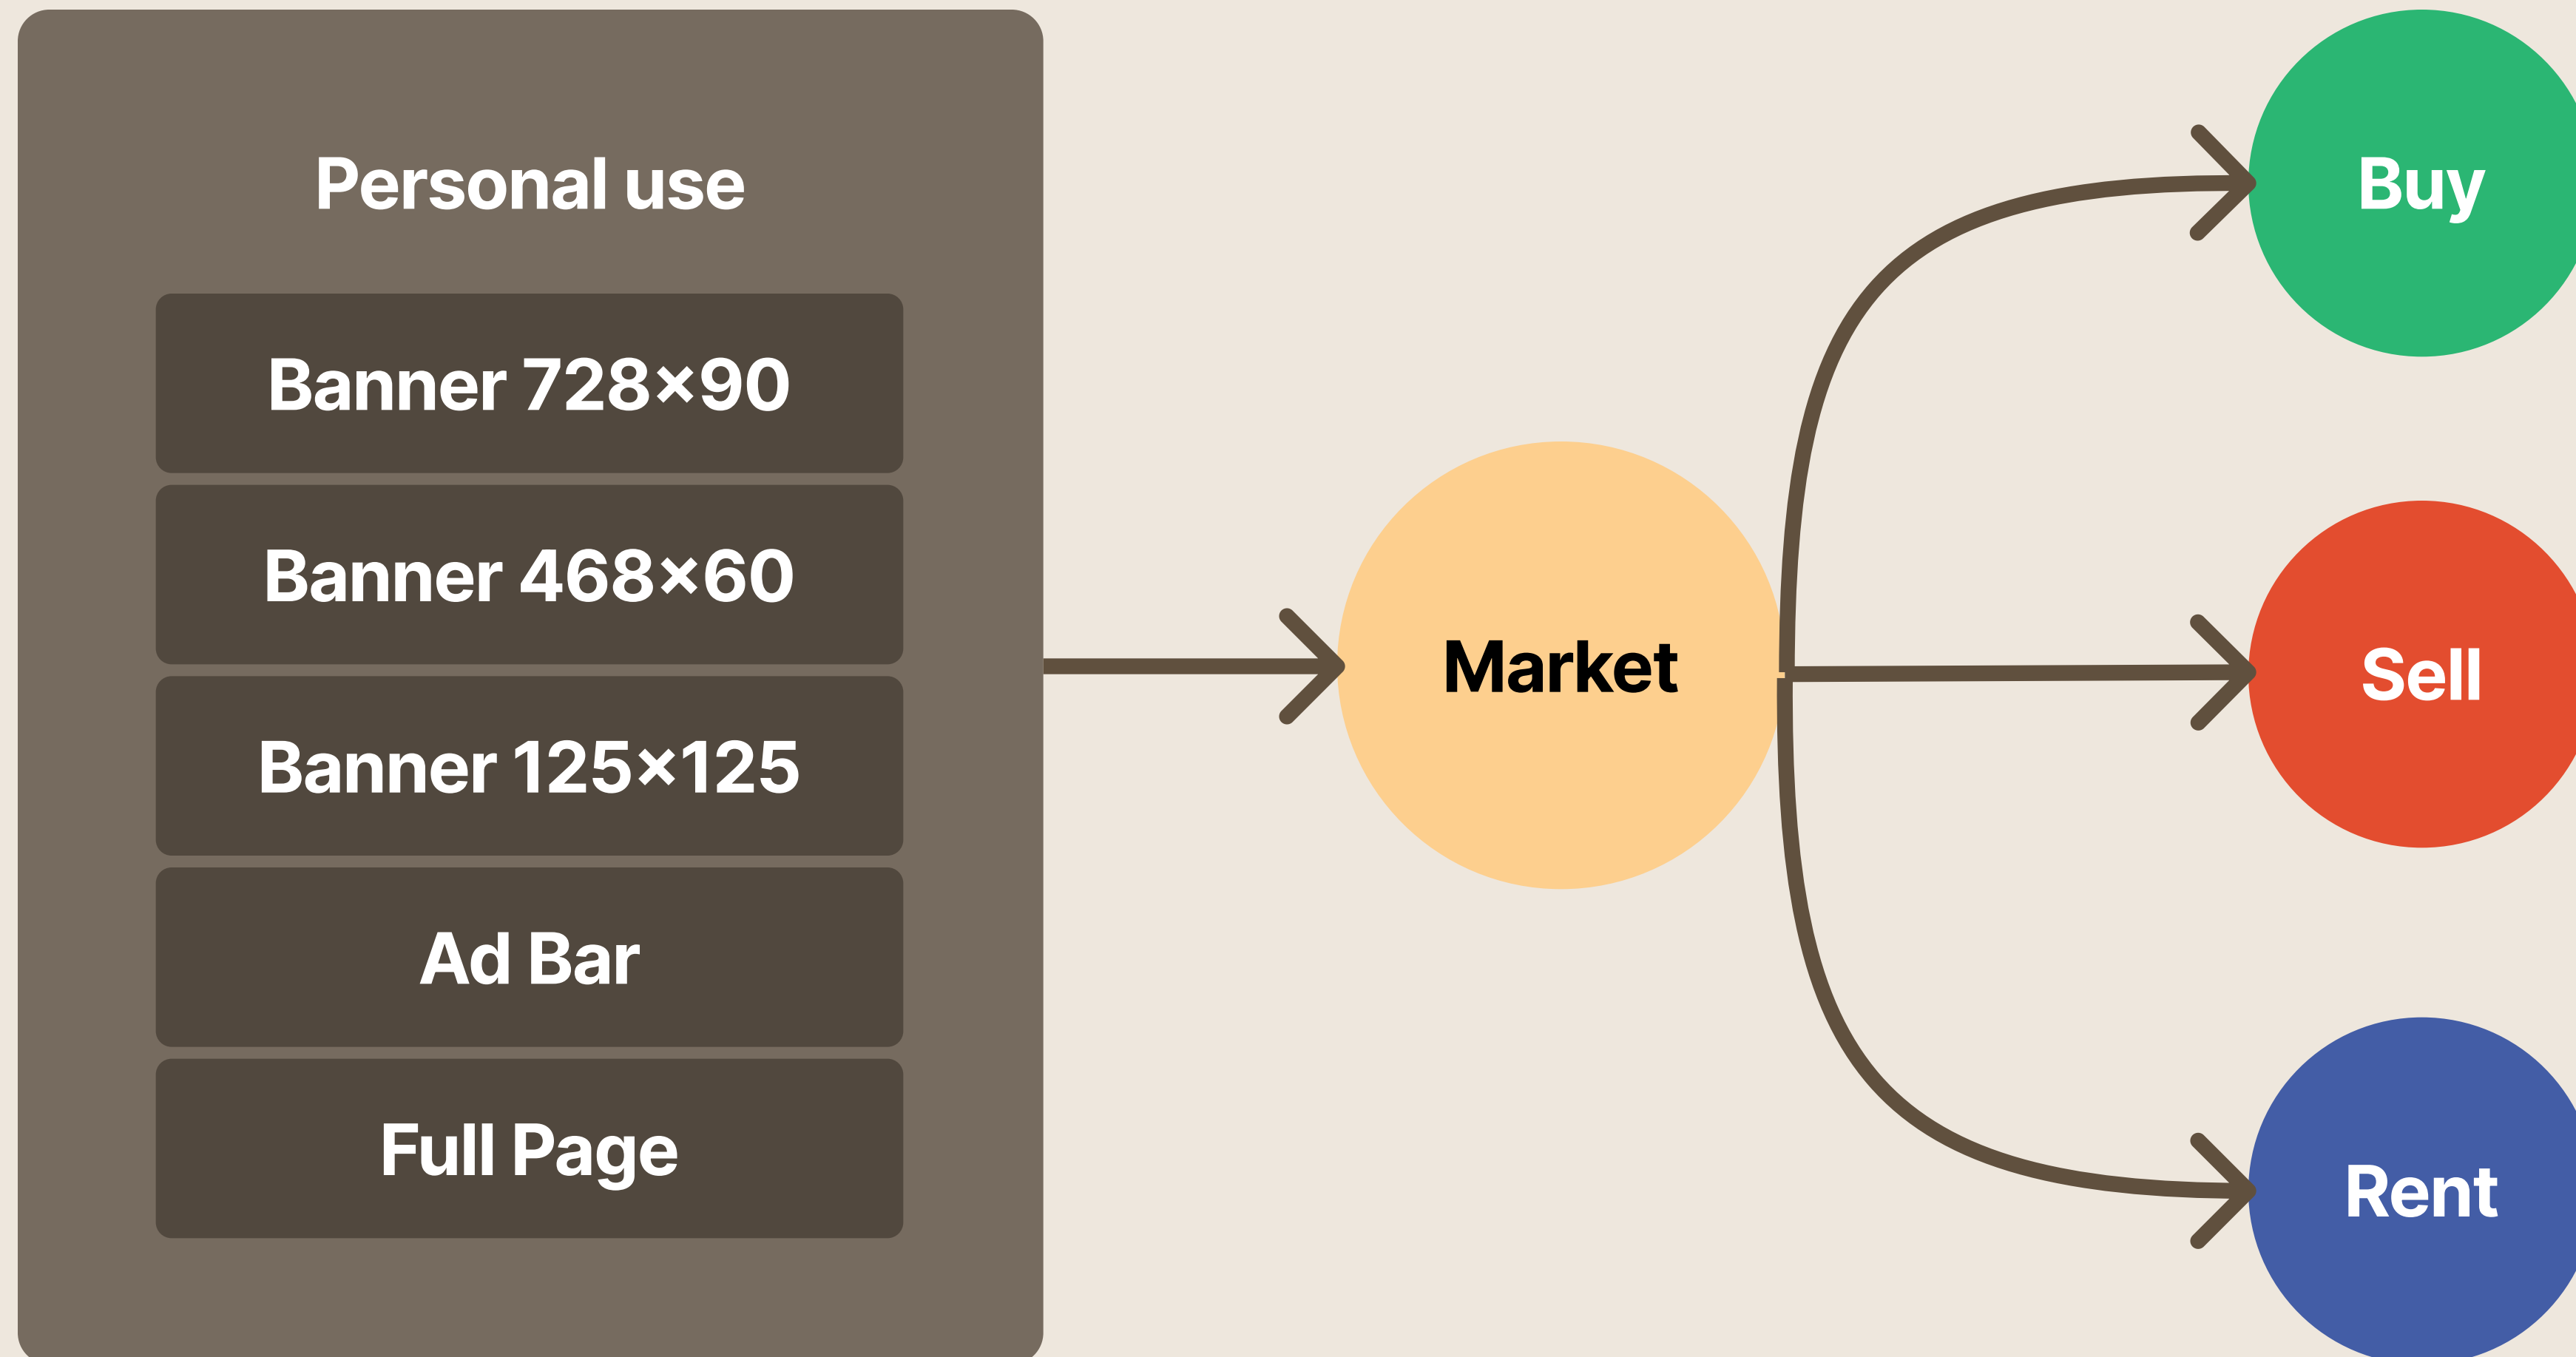 Personal use
Banner 728×90
Banner 468×60
Banner 125×125
Ad Bar
Full Page
Market
Buy
Sell
Rent